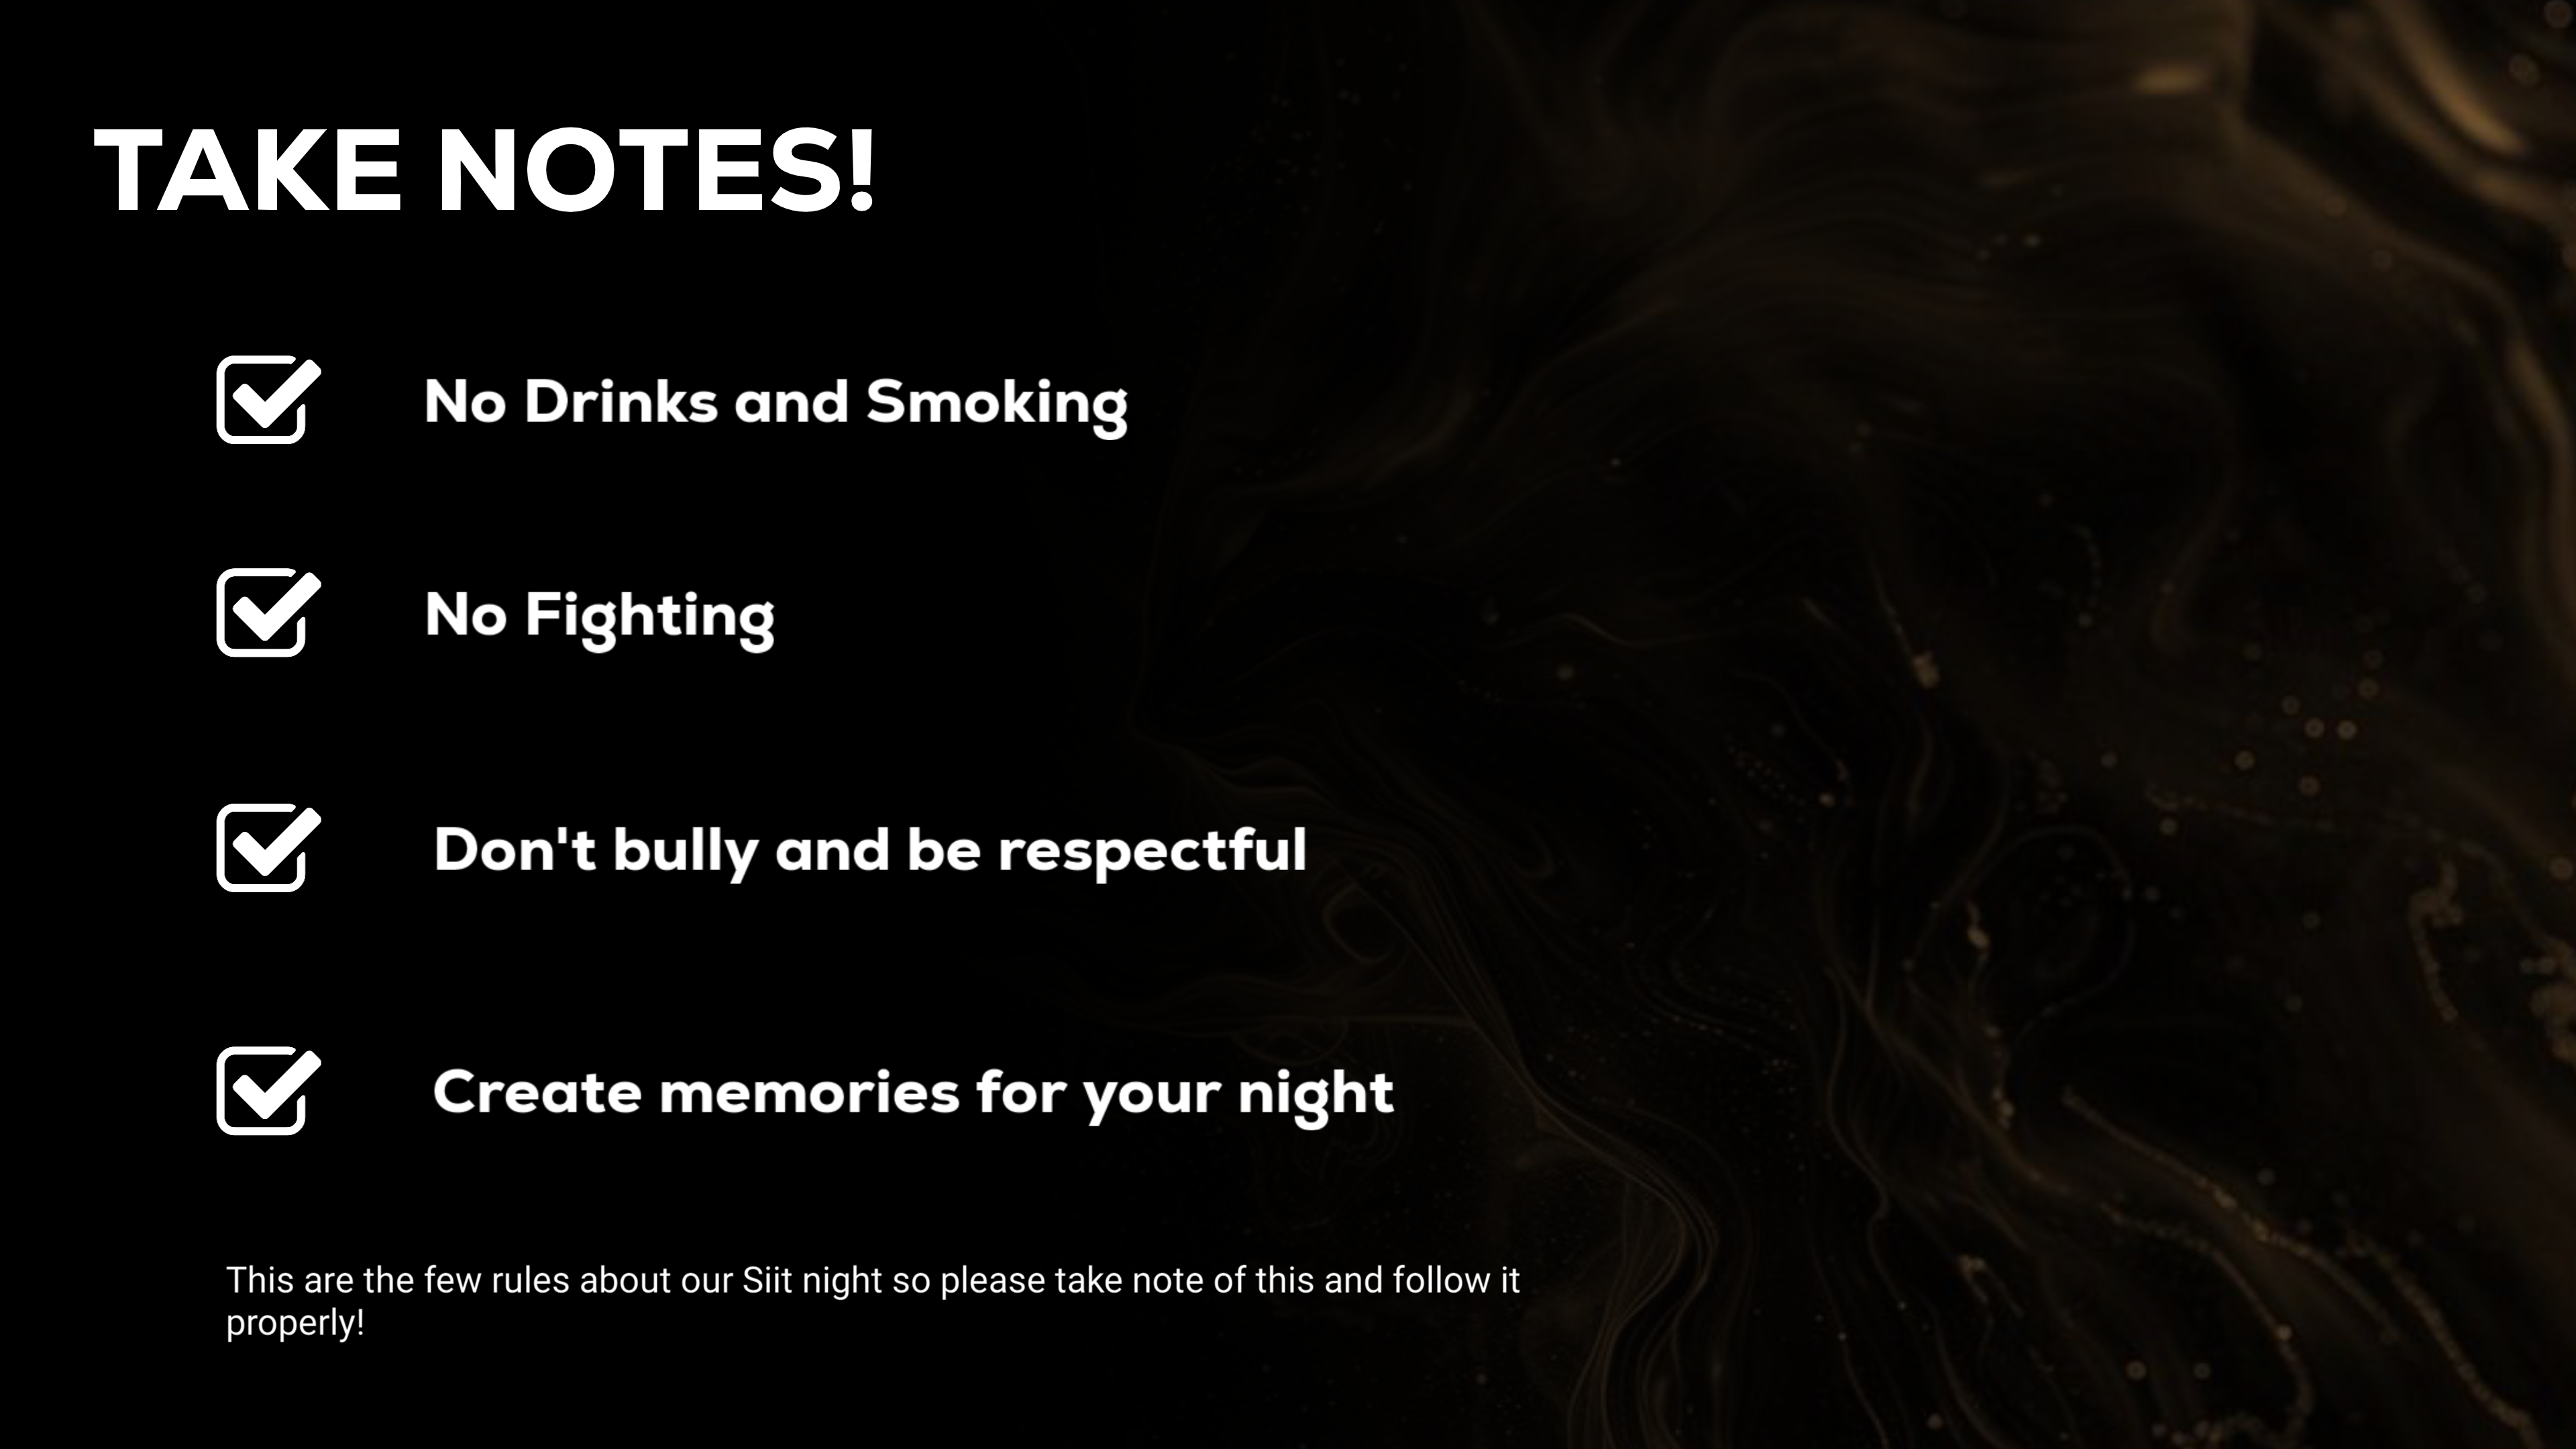 TAKE NOTES!
No Drinks and Smoking
No Fighting
Don't bully and be respectful
Create memories for your night
This are the few rules about our Siit night so please take note of this and follow it
properly!